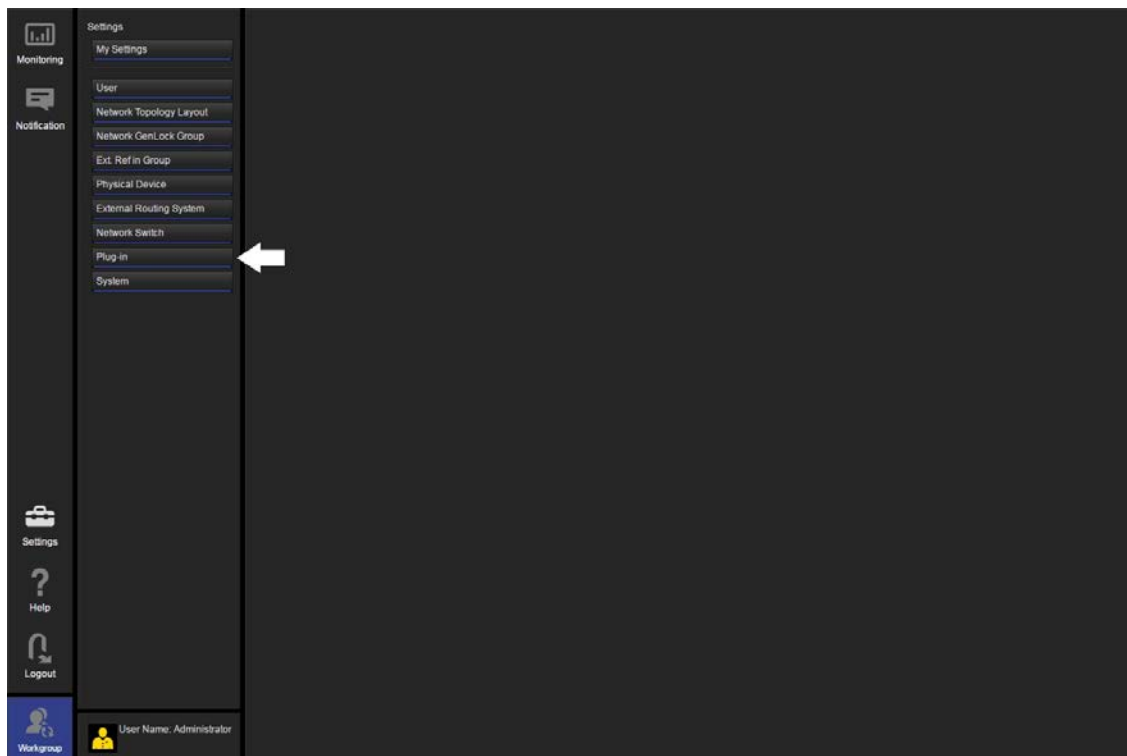 Monitoring
Notification
Settings
Help
Logout
Workgroup
Settings
My Settings
User
Network Topology Layout
Network GenLock Group
Ext. Ref in Group
Physical Device
External Routing System
Network Switch
Plug-in
System
User Name: Administrator